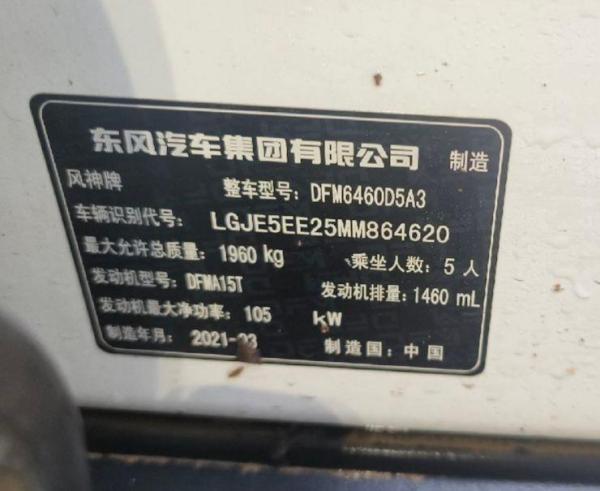 东风汽车集团有限公司 制造
风神牌 整车型号: DFM6460D5A3
车辆识别代号: LGJE5EE25MM864620
最大允许总质量: 1960 kg 乘坐人数: 5 人
发动机型号: DFMA15T 发动机排量: 1460 mL
发动机最大净功率: 105 kW
制造年月: 2021- 制造国: 中国